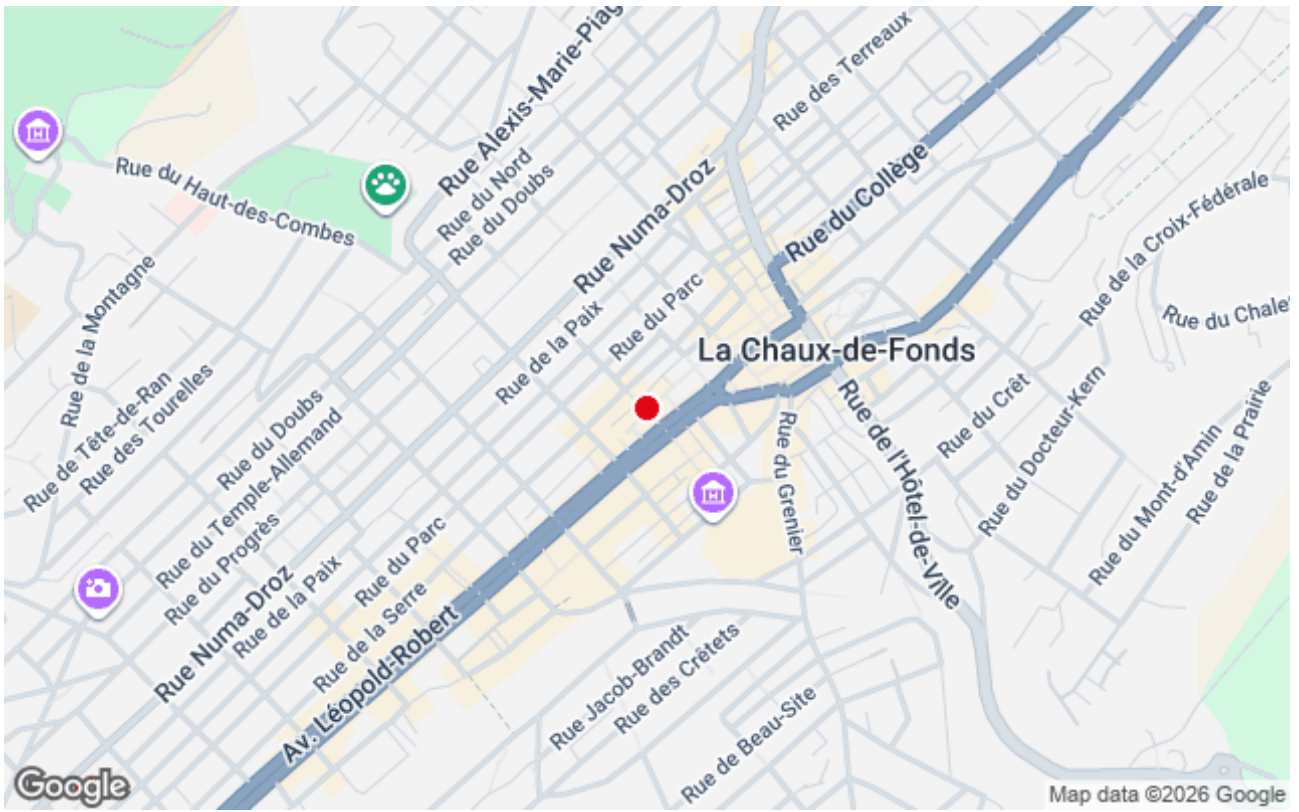 Rue Alexis-Marie-Piag
Rue des Terreaux
Rue du Collège
Rue du Nord
Rue du Doubs
Rue Numa-Droz
Rue du Haut-des-Combes
Rue de la Croix-Fédérale
Rue du Chale
Rue de la Montagne
Rue du Parc
Rue de la Paix
La Chaux-de-Fonds
Rue de Tête-de-Ran
Rue des Tourelles
Rue du Doubs
Rue du Temple-Allemand
Rue du Progrès
Rue du Grenier
Rue de l'Hôtel-de-Ville
Rue du Crêt
Rue du Docteur-Kern
Rue du Mont-d'Amin
Rue de la Prairie
Rue Numa-Droz
Rue de la Paix
Rue du Parc
Rue de la Serre
Av. Léopold-Robert
Rue Jacob-Brandt
Rue des Crêtets
Rue de Beau-Site
Google
Map data ©2026 Google